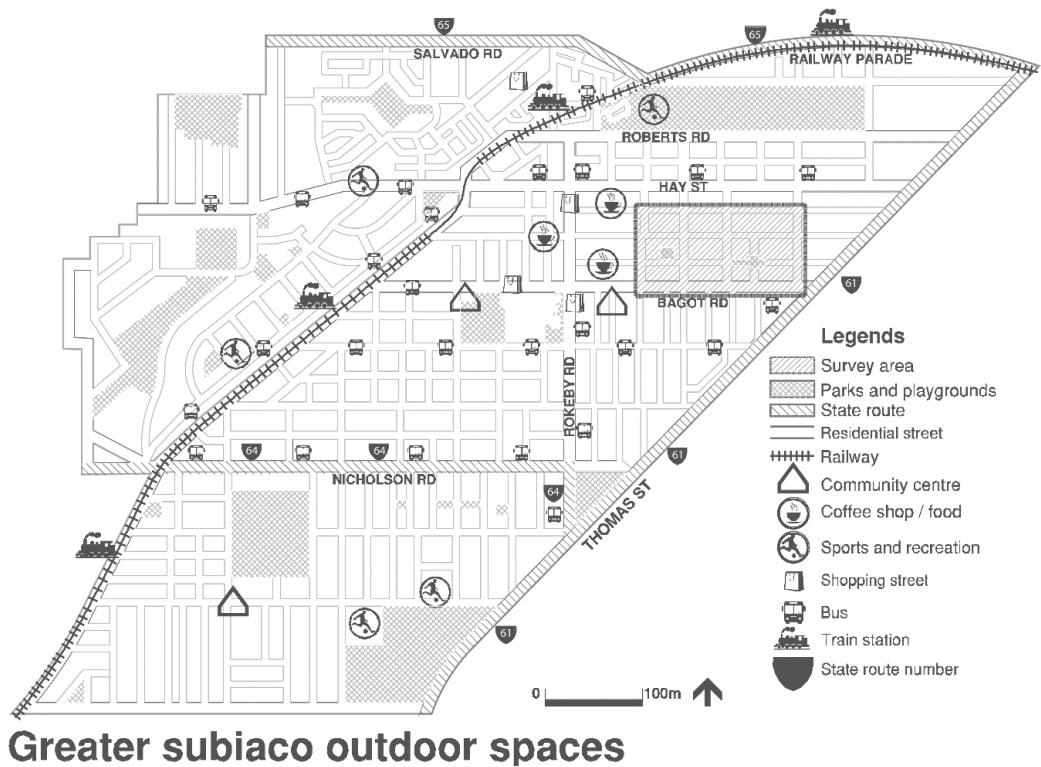 65
SALVADO RD
65
RAILWAY PARADE
ROBERTS RD
HAY ST
BAGOT RD
61
ROKEBY RD
64
64
NICHOLSON RD
61
64
THOMAS ST
61
Legends
Survey area
Parks and playgrounds
State route
Residential street
Railway
Community centre
Coffee shop / food
Sports and recreation
Shopping street
Bus
Train station
State route number
0
100m
Greater subiaco outdoor spaces